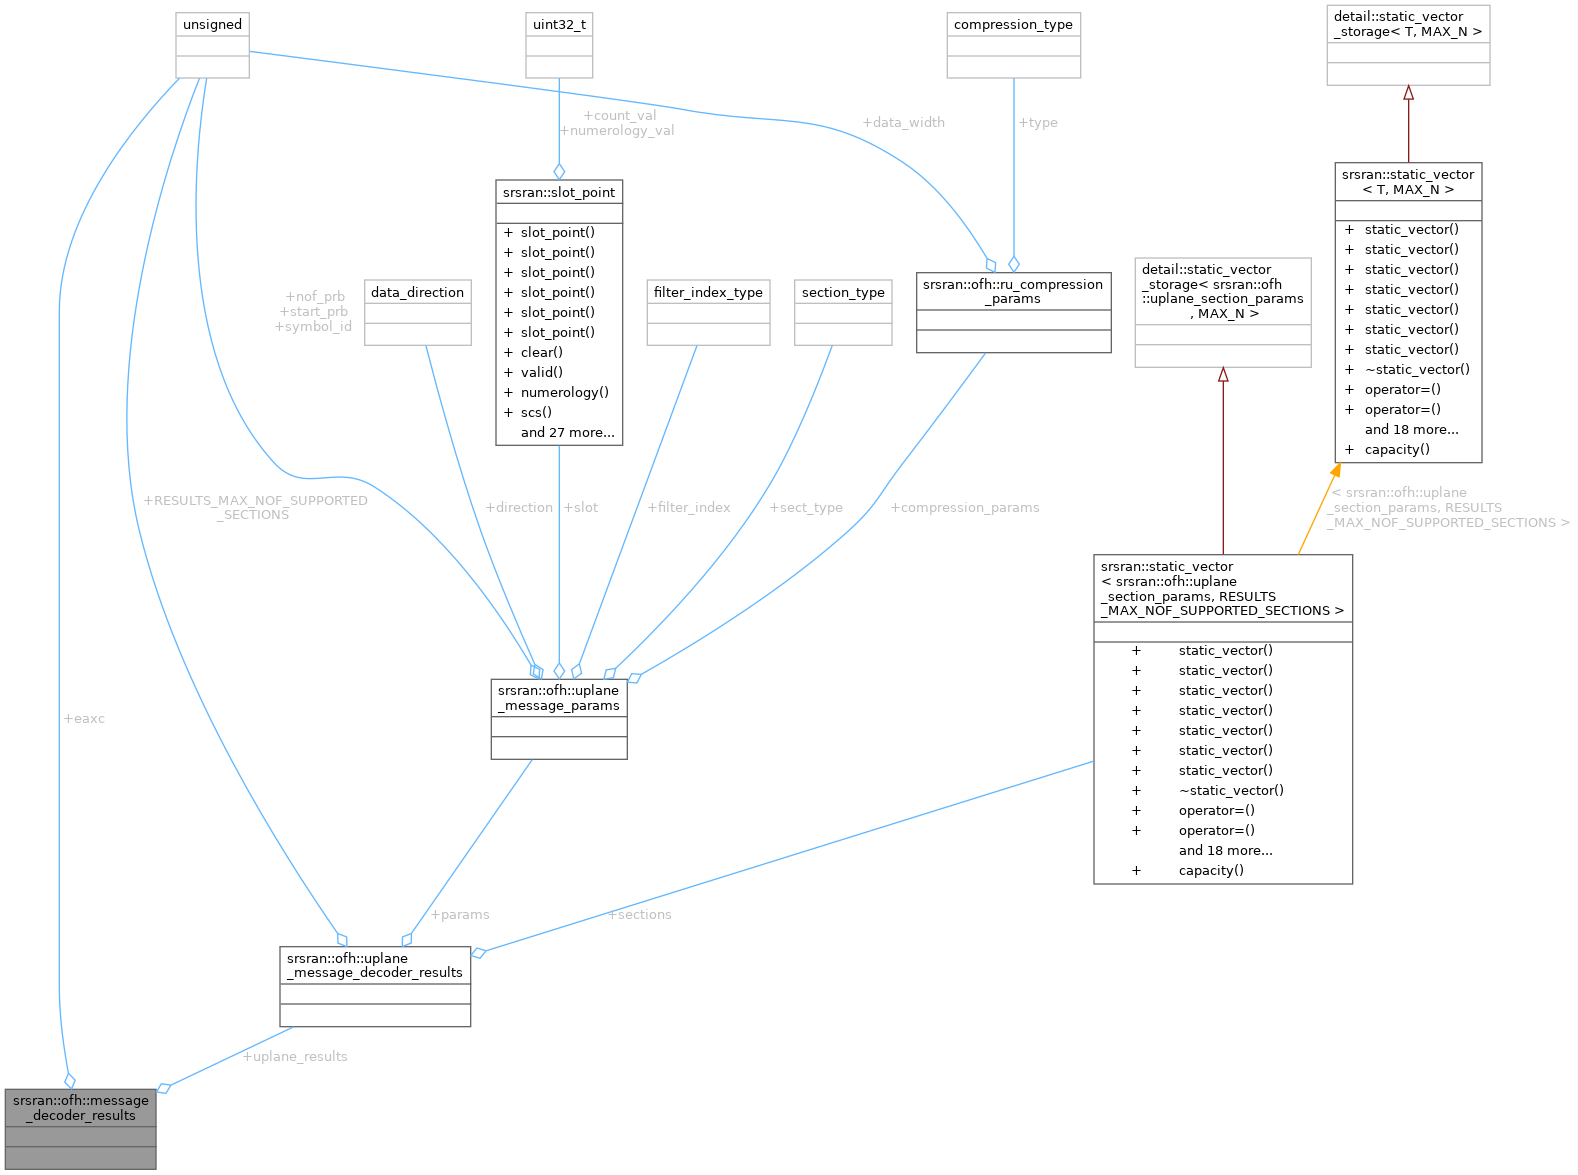 unsigned
uint32_t
compression_type
detail::static_vector
_storage< T, MAX_N >
+count_val
+numerology_val
+data_width
+type
srsran::static_vector
< T, MAX_N >
+ static_vector()
+ static_vector()
+ static_vector()
+ static_vector()
+ static_vector()
+ static_vector()
+ static_vector()
+ ~static_vector()
+ operator=()
+ operator=()
and 18 more...
+ capacity()
srsran::slot_point
+ slot_point()
+ slot_point()
+ slot_point()
+ slot_point()
+ slot_point()
+ slot_point()
+ clear()
+ valid()
+ numerology()
+ scs()
and 27 more...
+nof_prb
+start_prb
+symbol_id
data_direction
filter_index_type
section_type
srsran::ofh::ru_compression
_params
detail::static_vector
_storage< srsran::ofh
::uplane_section_params
, MAX_N >
+RESULTS_MAX_NOF_SUPPORTED
_SECTIONS
+direction
+slot
+filter_index
+sect_type
+compression_params
< srsran::ofh::uplane
_section_params, RESULTS
_MAX_NOF_SUPPORTED_SECTIONS >
srsran::static_vector
< srsran::ofh::uplane
_section_params, RESULTS
_MAX_NOF_SUPPORTED_SECTIONS >
+ static_vector()
+ static_vector()
+ static_vector()
+ static_vector()
+ static_vector()
+ static_vector()
+ static_vector()
+ ~static_vector()
+ operator=()
+ operator=()
and 18 more...
+ capacity()
srsran::ofh::uplane
_message_params
+eaxc
+params
+sections
srsran::ofh::uplane
_message_decoder_results
+uplane_results
srsran::ofh::message
_decoder_results